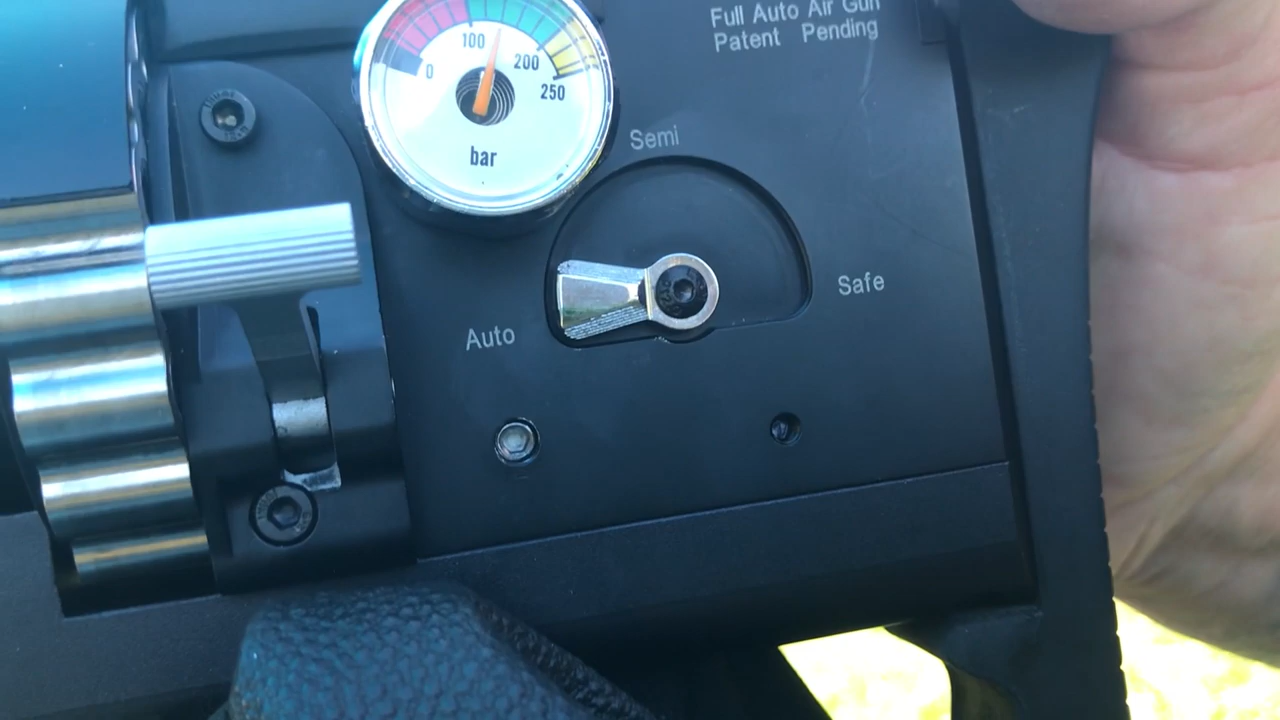 Full Auto Air Gun
Patent Pending
0
100
200
250
bar
Semi
Safe
Auto